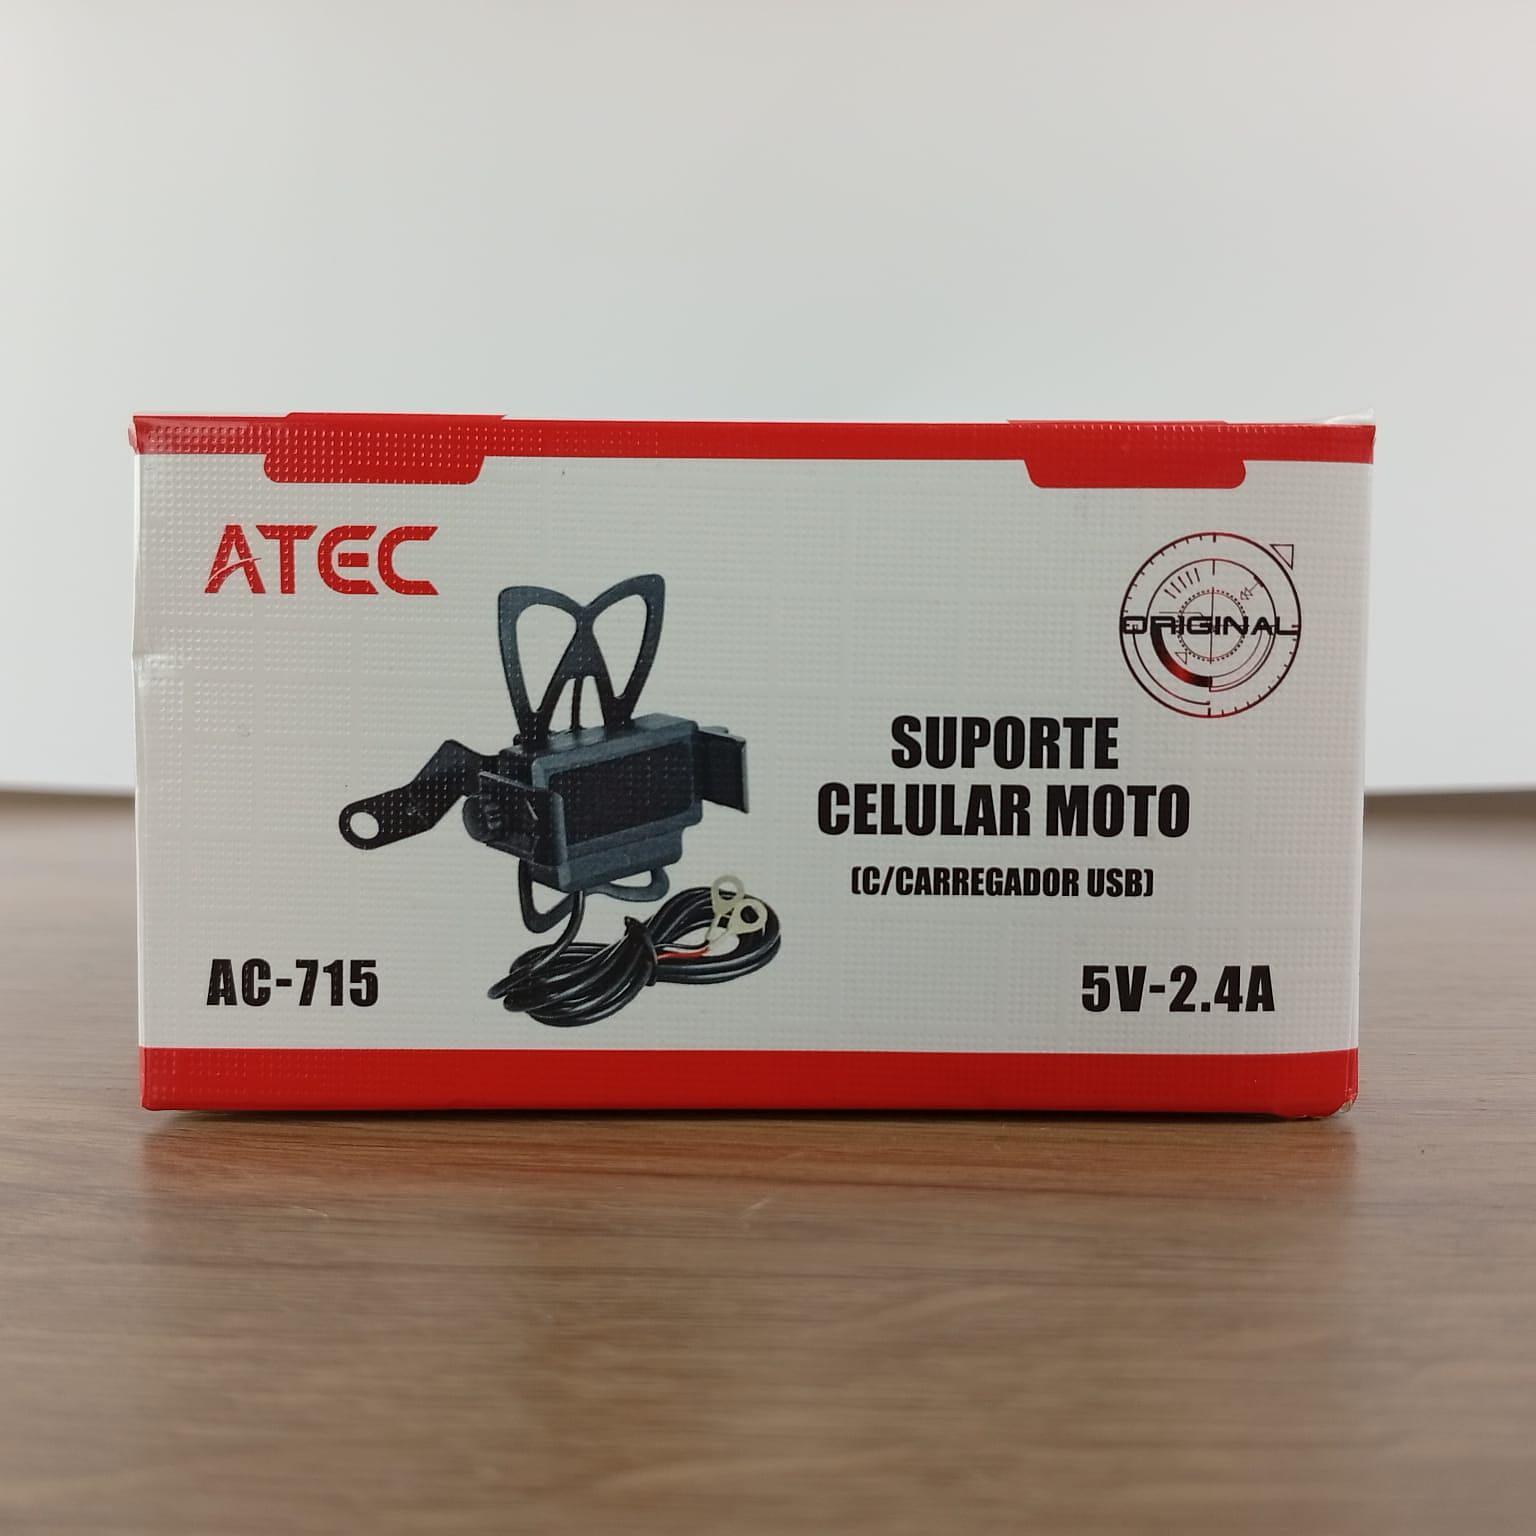 ATEC
ORIGINAL
SUPORTE
CELULAR MOTO
(C/CARREGADOR USB)
AC-715
5V-2.4A